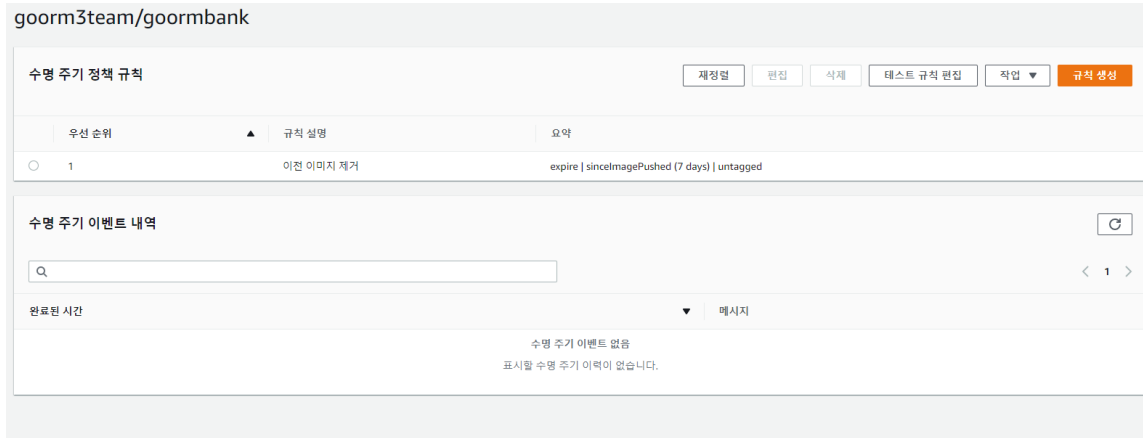 goorm3team/goormbank
수명 주기 정책 규칙
재정렬 편집 삭제 테스트 규칙 편집 작업 ▼ 규칙 생성
우선 순위 ▲ 규칙 설명 요약
1 이전 이미지 제거 expire | sinceImagePushed (7 days) | untagged
수명 주기 이벤트 내역
1
완료된 시간 ▼ 메시지
수명 주기 이벤트 없음
표시할 수명 주기 이력이 없습니다.